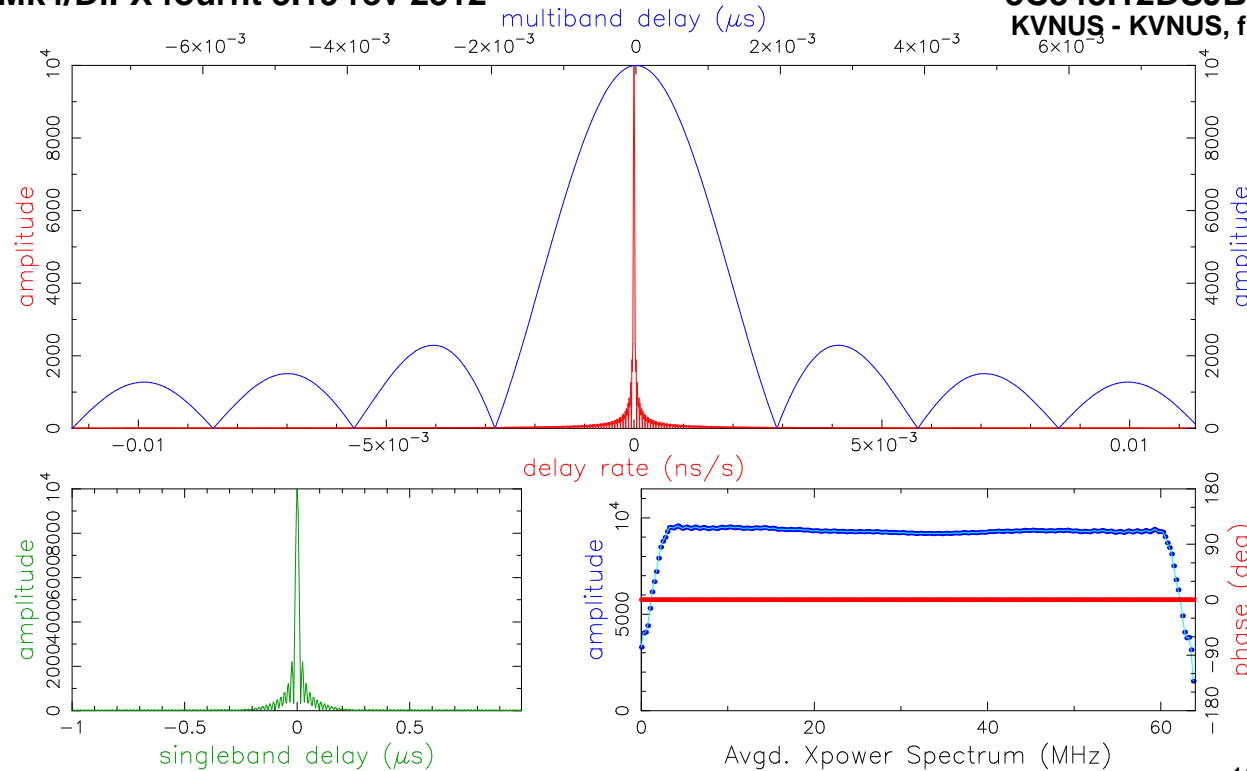 multiband delay (μs)
KVNUS - KVNUS, f
−6×10⁻³ −4×10⁻³ −2×10⁻³ 0 2×10⁻³ 4×10⁻³ 6×10⁻³
amplitude
0 2000 4000 6000 8000 10⁴
0 2000 4000 6000 8000 10⁴
amplitude
−0.01 −5×10⁻³ 0 5×10⁻³ 0.01
delay rate (ns/s)
amplitude
0 2000 4000 6000 8000 10⁴
−1 −0.5 0 0.5
singleband delay (μs)
amplitude
0 5000 10⁴
−180 −90 0 90 180
phase (deg)
0 20 40 60
Avgd. Xpower Spectrum (MHz)